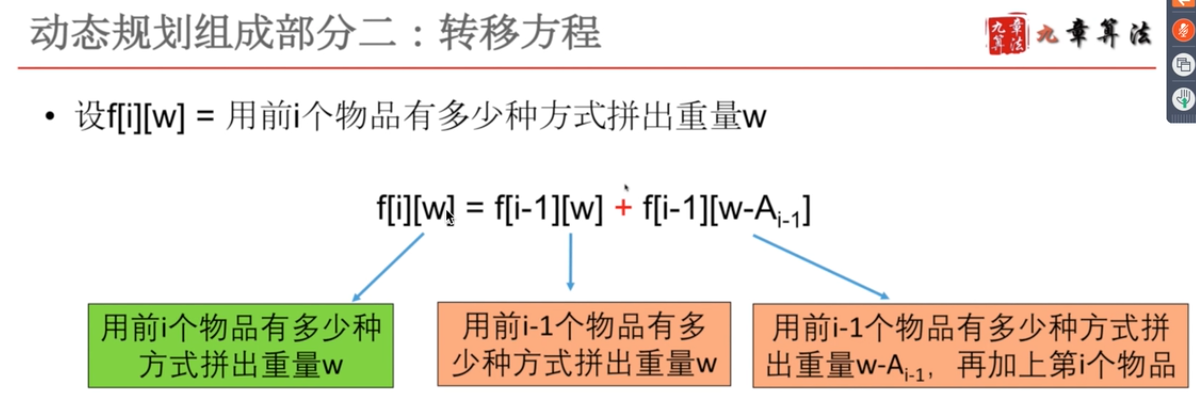 动态规划组成部分二：转移方程
九章算法
九章算法
• 设f[i][w] = 用前i个物品有多少种方式拼出重量w
f[i][w] = f[i-1][w] + f[i-1][w-Aᵢ₋₁]
用前i个物品有多少种
方式拼出重量w
用前i-1个物品有多
少种方式拼出重量w
用前i-1个物品有多少种方式拼
出重量w-Aᵢ₋₁，再加上第i个物品